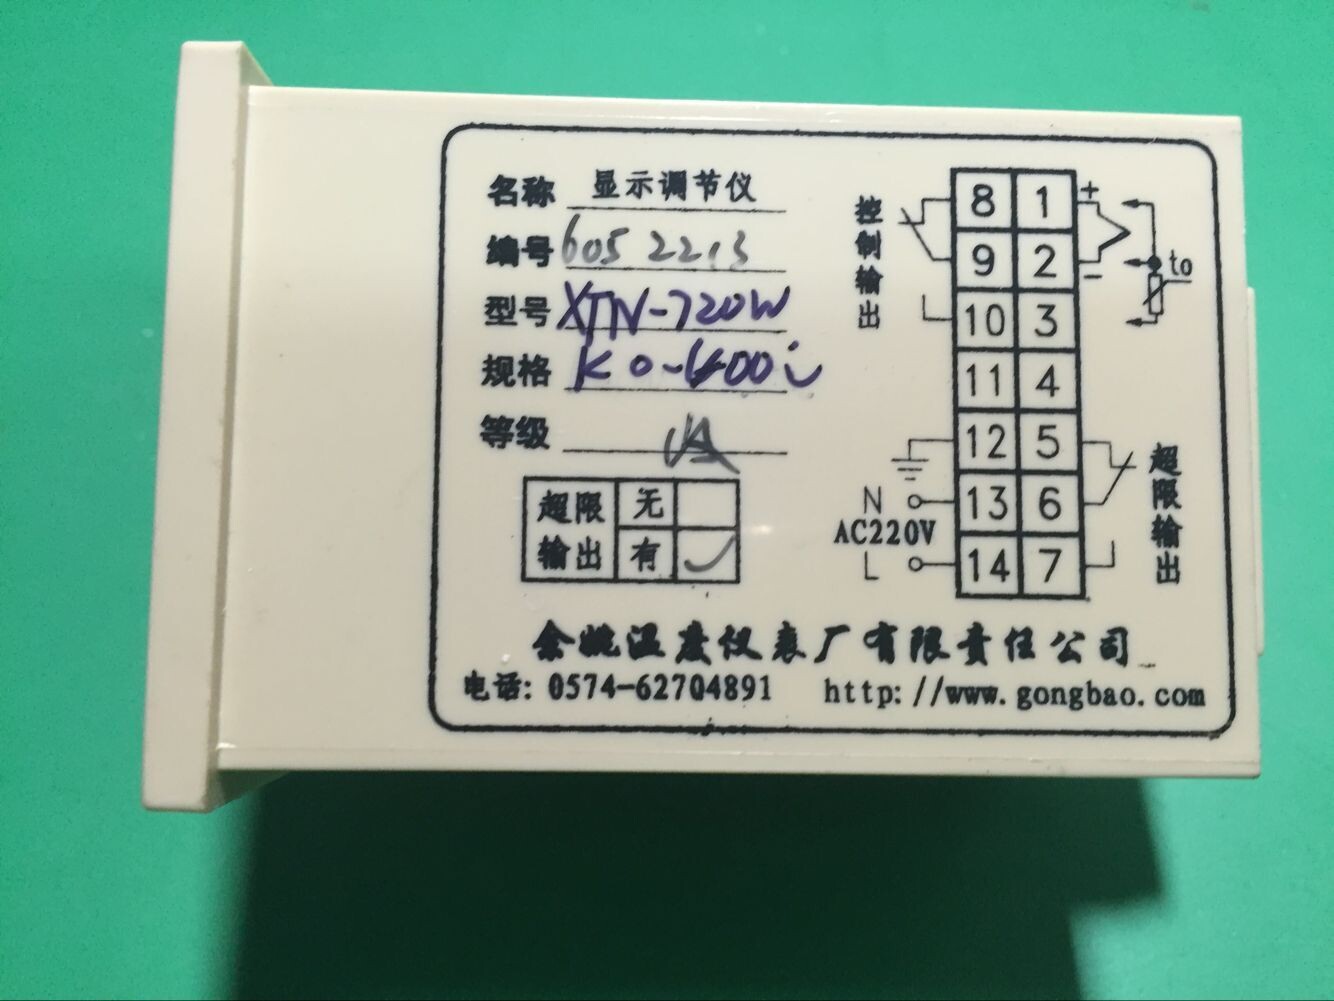 名称 显示调节仪
编号 6052213
型号 XTN-720W
规格 K 0-400
等级
超限输出 无
有 ✓
控制输出
8 1 +
9 2 -
to
10 3
11 4
12 5
N 13 6
AC220V
L 14 7
超限输出
余姚温度仪表厂有限责任公司
电话: 0574-62704891 http://www.gongbao.com